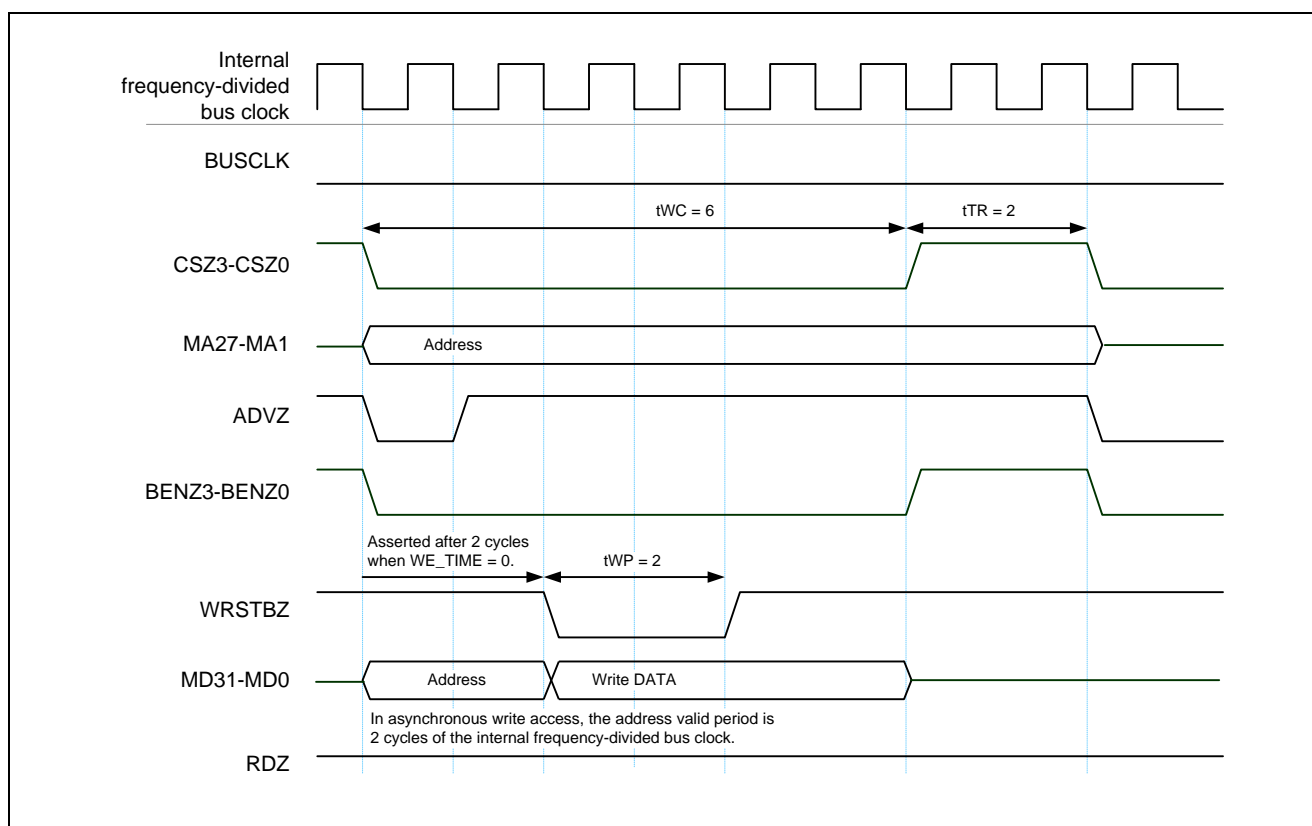 Internal
frequency-divided
bus clock
BUSCLK
tWC = 6
tTR = 2
CSZ3-CSZ0
MA27-MA1
Address
ADVZ
BENZ3-BENZ0
Asserted after 2 cycles
when WE_TIME = 0.
tWP = 2
WRSTBZ
MD31-MD0
Address
Write DATA
In asynchronous write access, the address valid period is
2 cycles of the internal frequency-divided bus clock.
RDZ